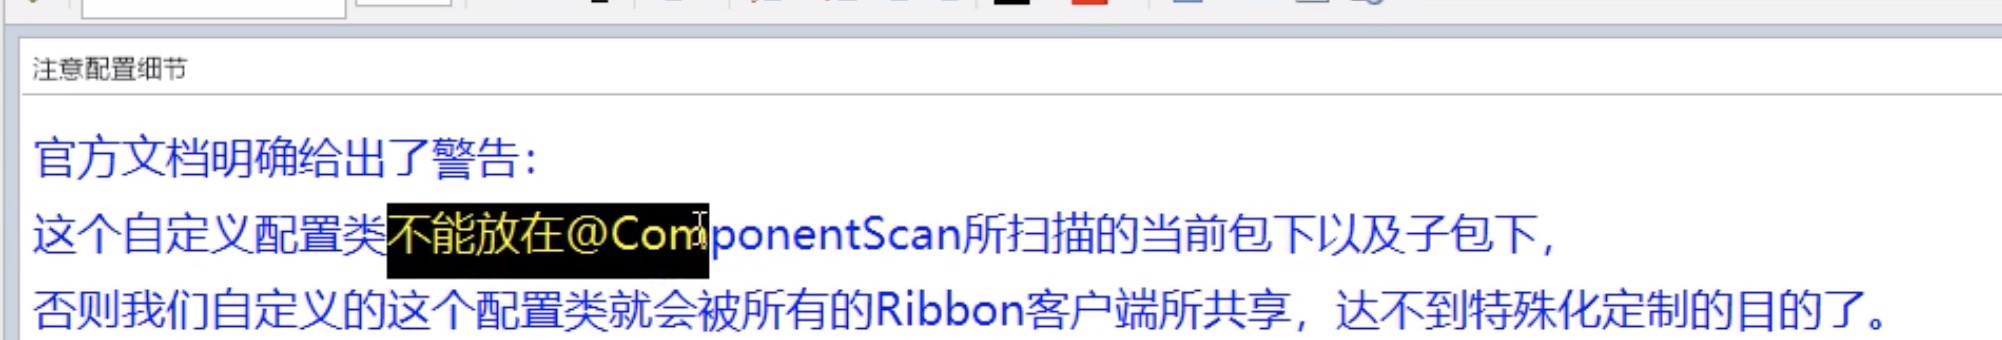 注意配置细节
官方文档明确给出了警告：
这个自定义配置类不能放在@ComponentScan所扫描的当前包下以及子包下，
否则我们自定义的这个配置类就会被所有的Ribbon客户端所共享，达不到特殊化定制的目的了。